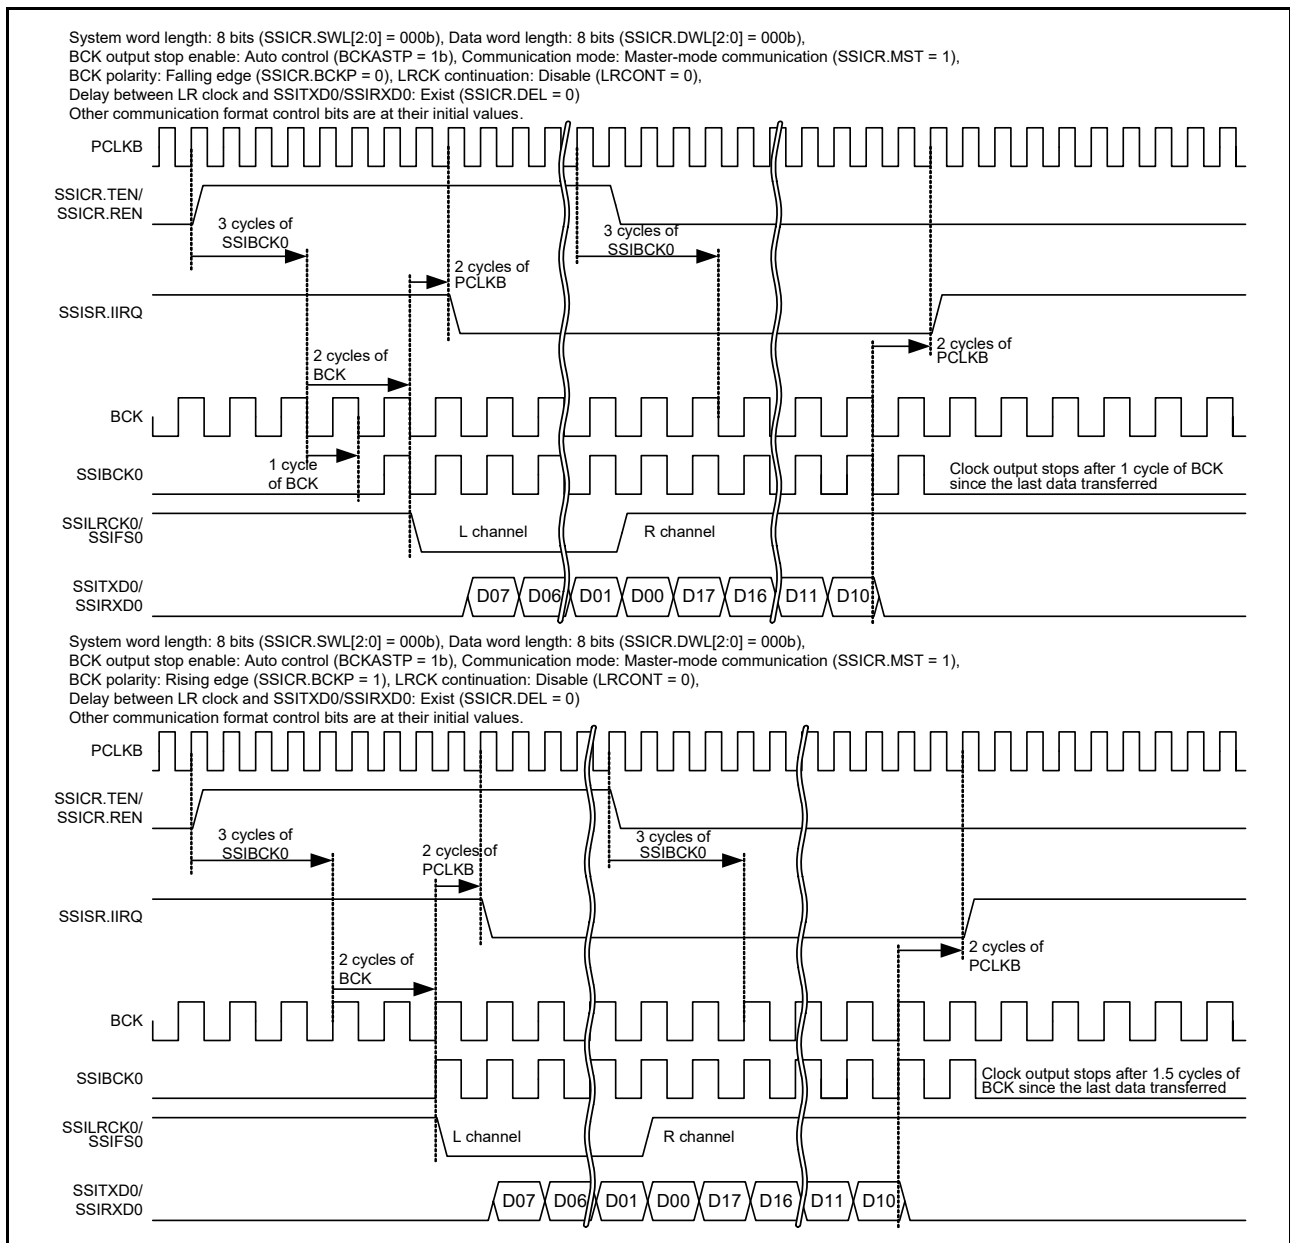 System word length: 8 bits (SSICR.SWL[2:0] = 000b), Data word length: 8 bits (SSICR.DWL[2:0] = 000b),
BCK output stop enable: Auto control (BCKASTP = 1b), Communication mode: Master-mode communication (SSICR.MST = 1),
BCK polarity: Falling edge (SSICR.BCKP = 0), LRCK continuation: Disable (LRCONT = 0),
Delay between LR clock and SSITXD0/SSIRXD0: Exist (SSICR.DEL = 0)
Other communication format control bits are at their initial values.
PCLKB
SSICR.TEN/
SSICR.REN
3 cycles of
SSIBCK0
3 cycles of
SSIBCK0
2 cycles of
PCLKB
SSISR.IIRQ
2 cycles of
PCLKB
2 cycles of
BCK
BCK
1 cycle
of BCK
SSIBCK0
Clock output stops after 1 cycle of BCK
since the last data transferred
SSILRCK0/
SSIFS0
L channel
R channel
SSITXD0/
SSIRXD0
D07
D06
D01
D00
D17
D16
D11
D10
System word length: 8 bits (SSICR.SWL[2:0] = 000b), Data word length: 8 bits (SSICR.DWL[2:0] = 000b),
BCK output stop enable: Auto control (BCKASTP = 1b), Communication mode: Master-mode communication (SSICR.MST = 1),
BCK polarity: Rising edge (SSICR.BCKP = 1), LRCK continuation: Disable (LRCONT = 0),
Delay between LR clock and SSITXD0/SSIRXD0: Exist (SSICR.DEL = 0)
Other communication format control bits are at their initial values.
PCLKB
SSICR.TEN/
SSICR.REN
3 cycles of
SSIBCK0
2 cycles of
PCLKB
3 cycles of
SSIBCK0
SSISR.IIRQ
2 cycles of
PCLKB
2 cycles of
BCK
BCK
SSIBCK0
Clock output stops after 1.5 cycles of
BCK since the last data transferred
SSILRCK0/
SSIFS0
L channel
R channel
SSITXD0/
SSIRXD0
D07
D06
D01
D00
D17
D16
D11
D10